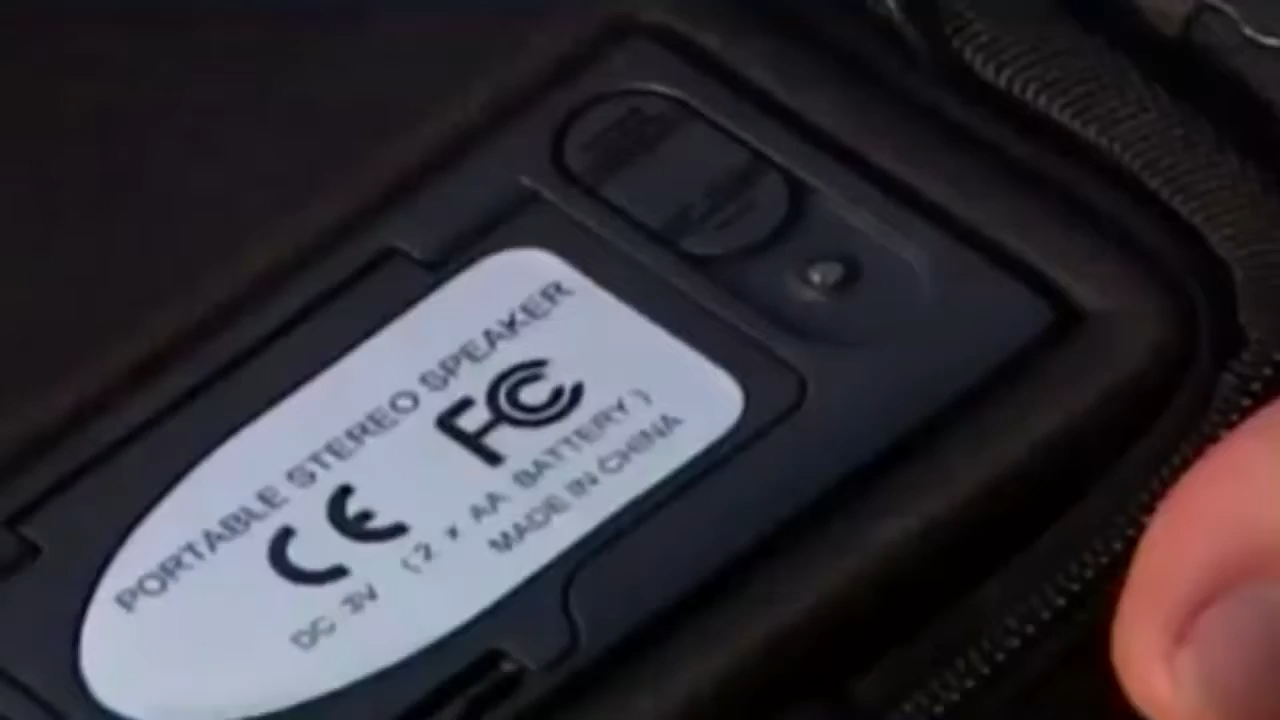 PORTABLE STEREO SPEAKER
CE FC
DC 3V (2 x AA BATTERY)
MADE IN CHINA